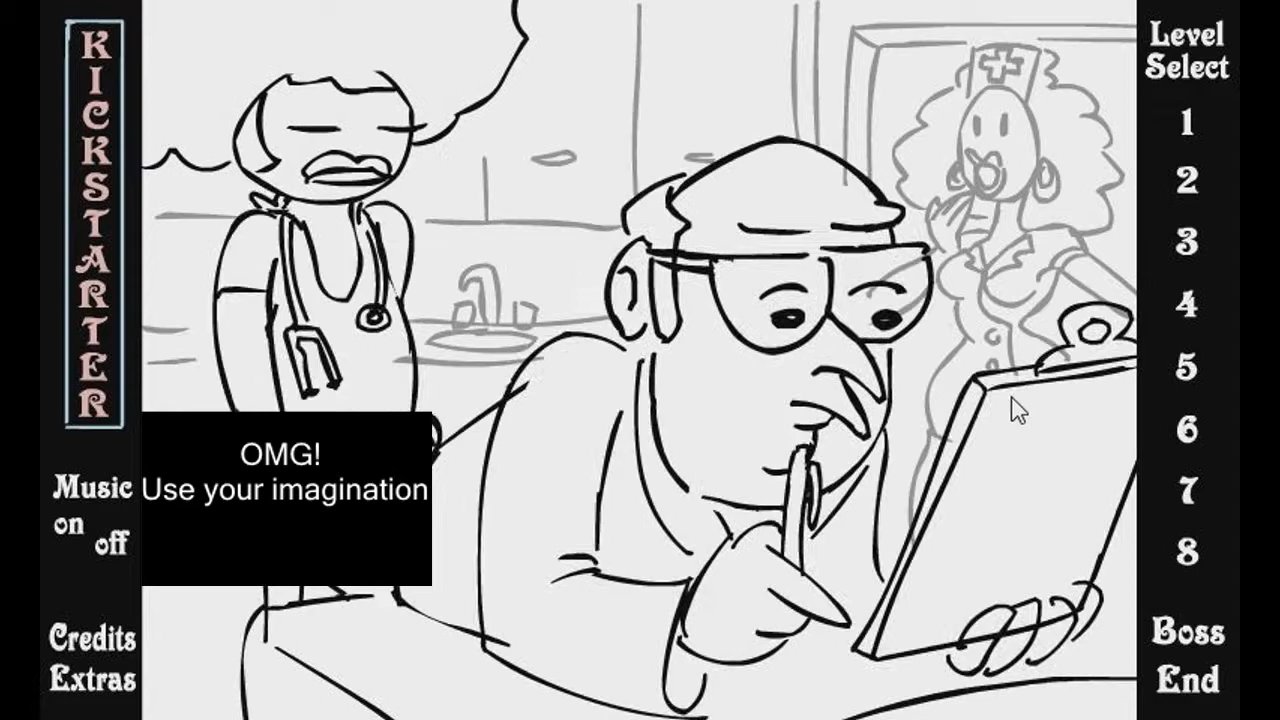 KICKSTARTER
Music
on
off
Credits
Extras
OMG!
Use your imagination
Level
Select
1
2
3
4
5
6
7
8
Boss
End